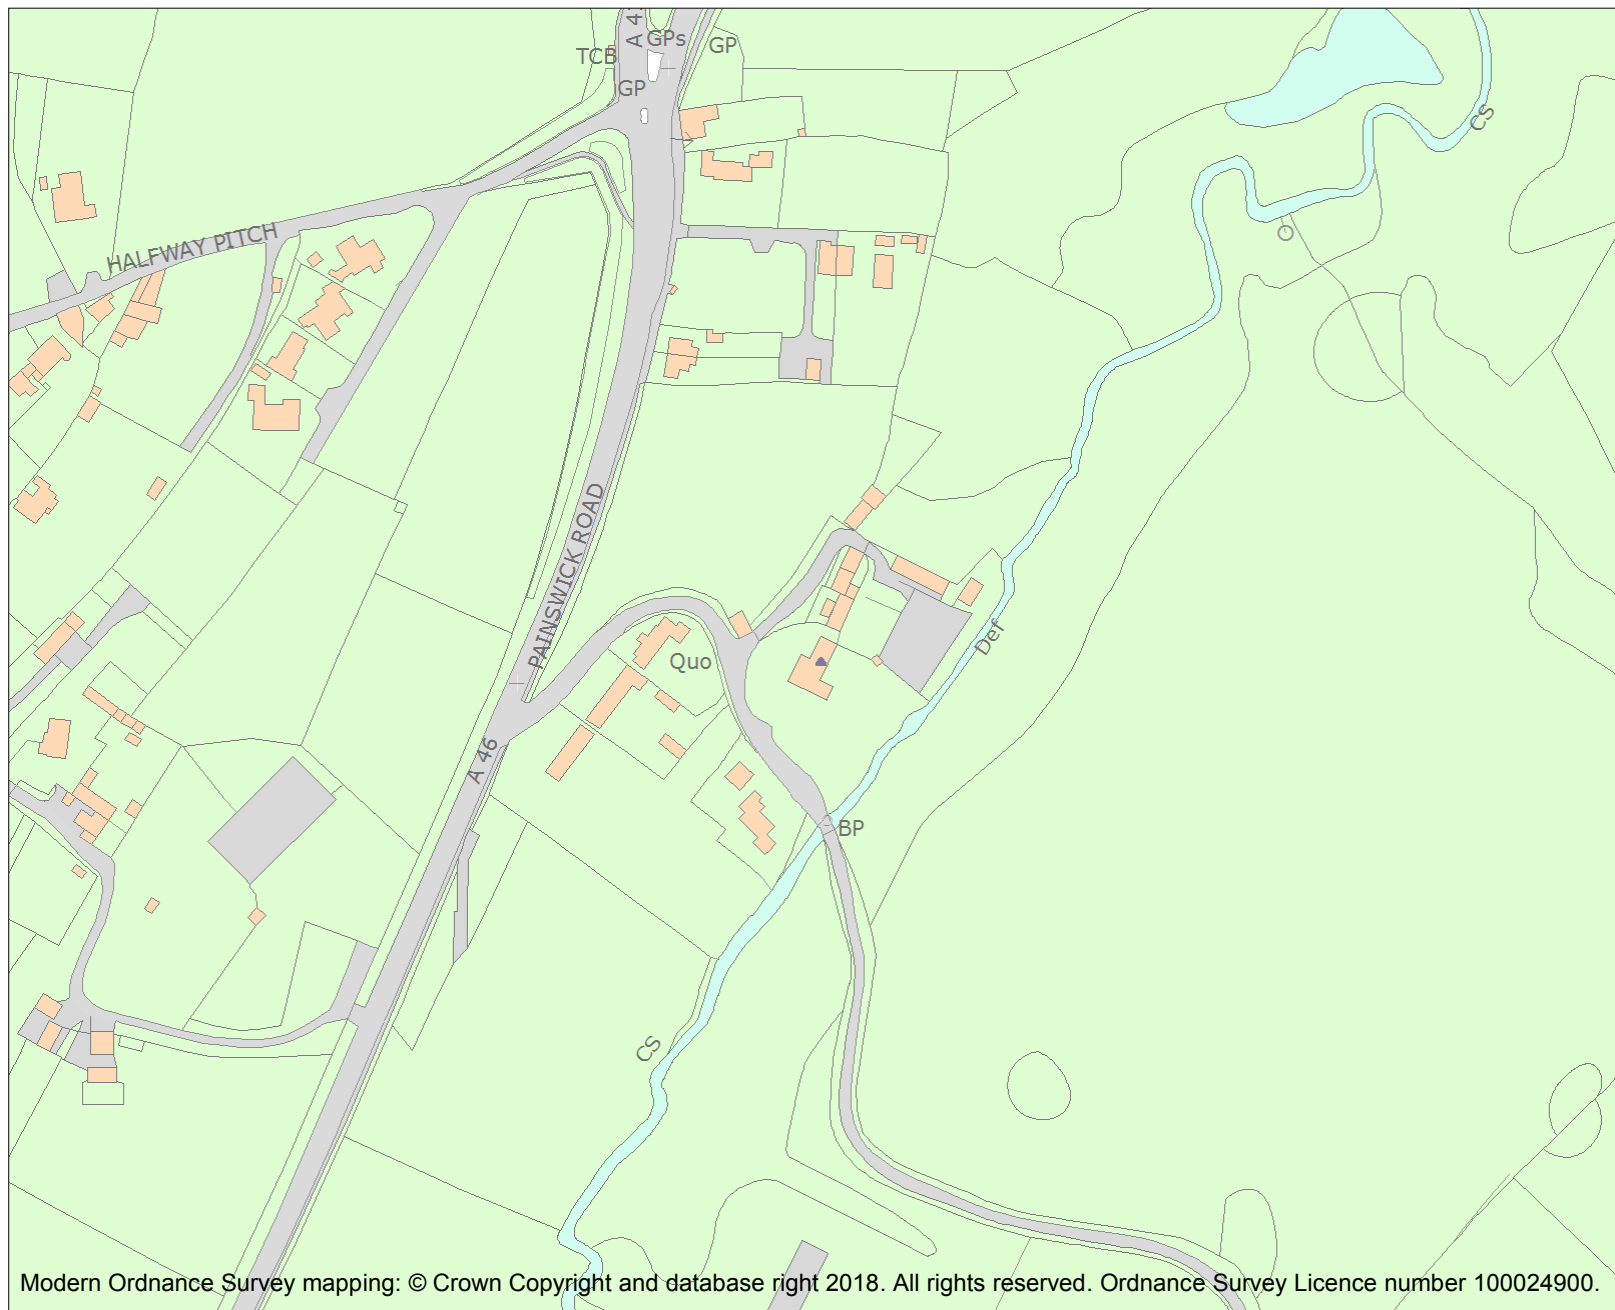 A 4
GPs
GP
TCB
GP
CS
HALFWAY PITCH
PAINSWICK ROAD
Def
Quo
A 46
BP
CS
Modern Ordnance Survey mapping: © Crown Copyright and database right 2018. All rights reserved. Ordnance Survey Licence number 100024900.